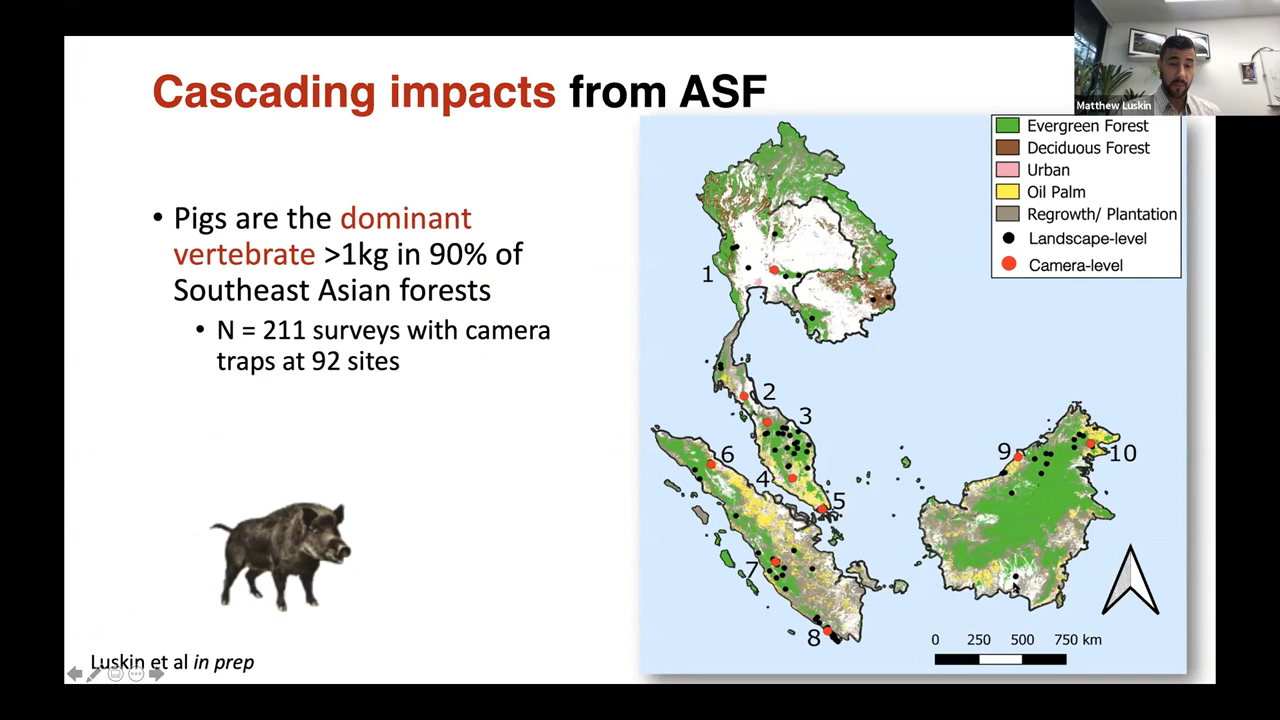 Cascading impacts from ASF
Matthew Luskin
• Pigs are the dominant
vertebrate >1kg in 90% of
Southeast Asian forests
• N = 211 surveys with camera
traps at 92 sites
Luskin et al in prep
Evergreen Forest
Deciduous Forest
Urban
Oil Palm
Regrowth/ Plantation
Landscape-level
Camera-level
1
2
3
4
5
6
7
8
9
10
0 250 500 750 km